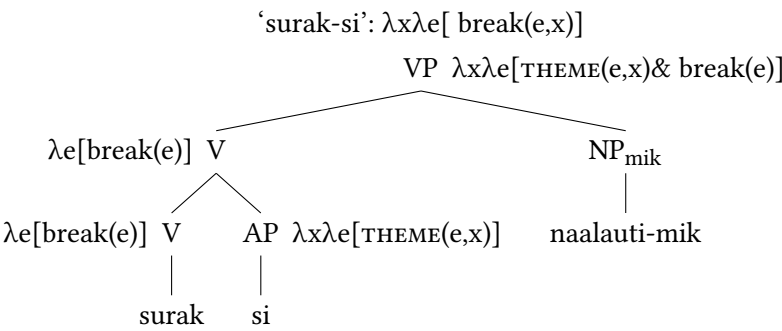 ‘surak-si’: λxλe[ break(e,x)]
VP λxλe[THEME(e,x)& break(e)]
λe[break(e)] V NPmik
λe[break(e)] V AP λxλe[THEME(e,x)] naalauti-mik
surak si